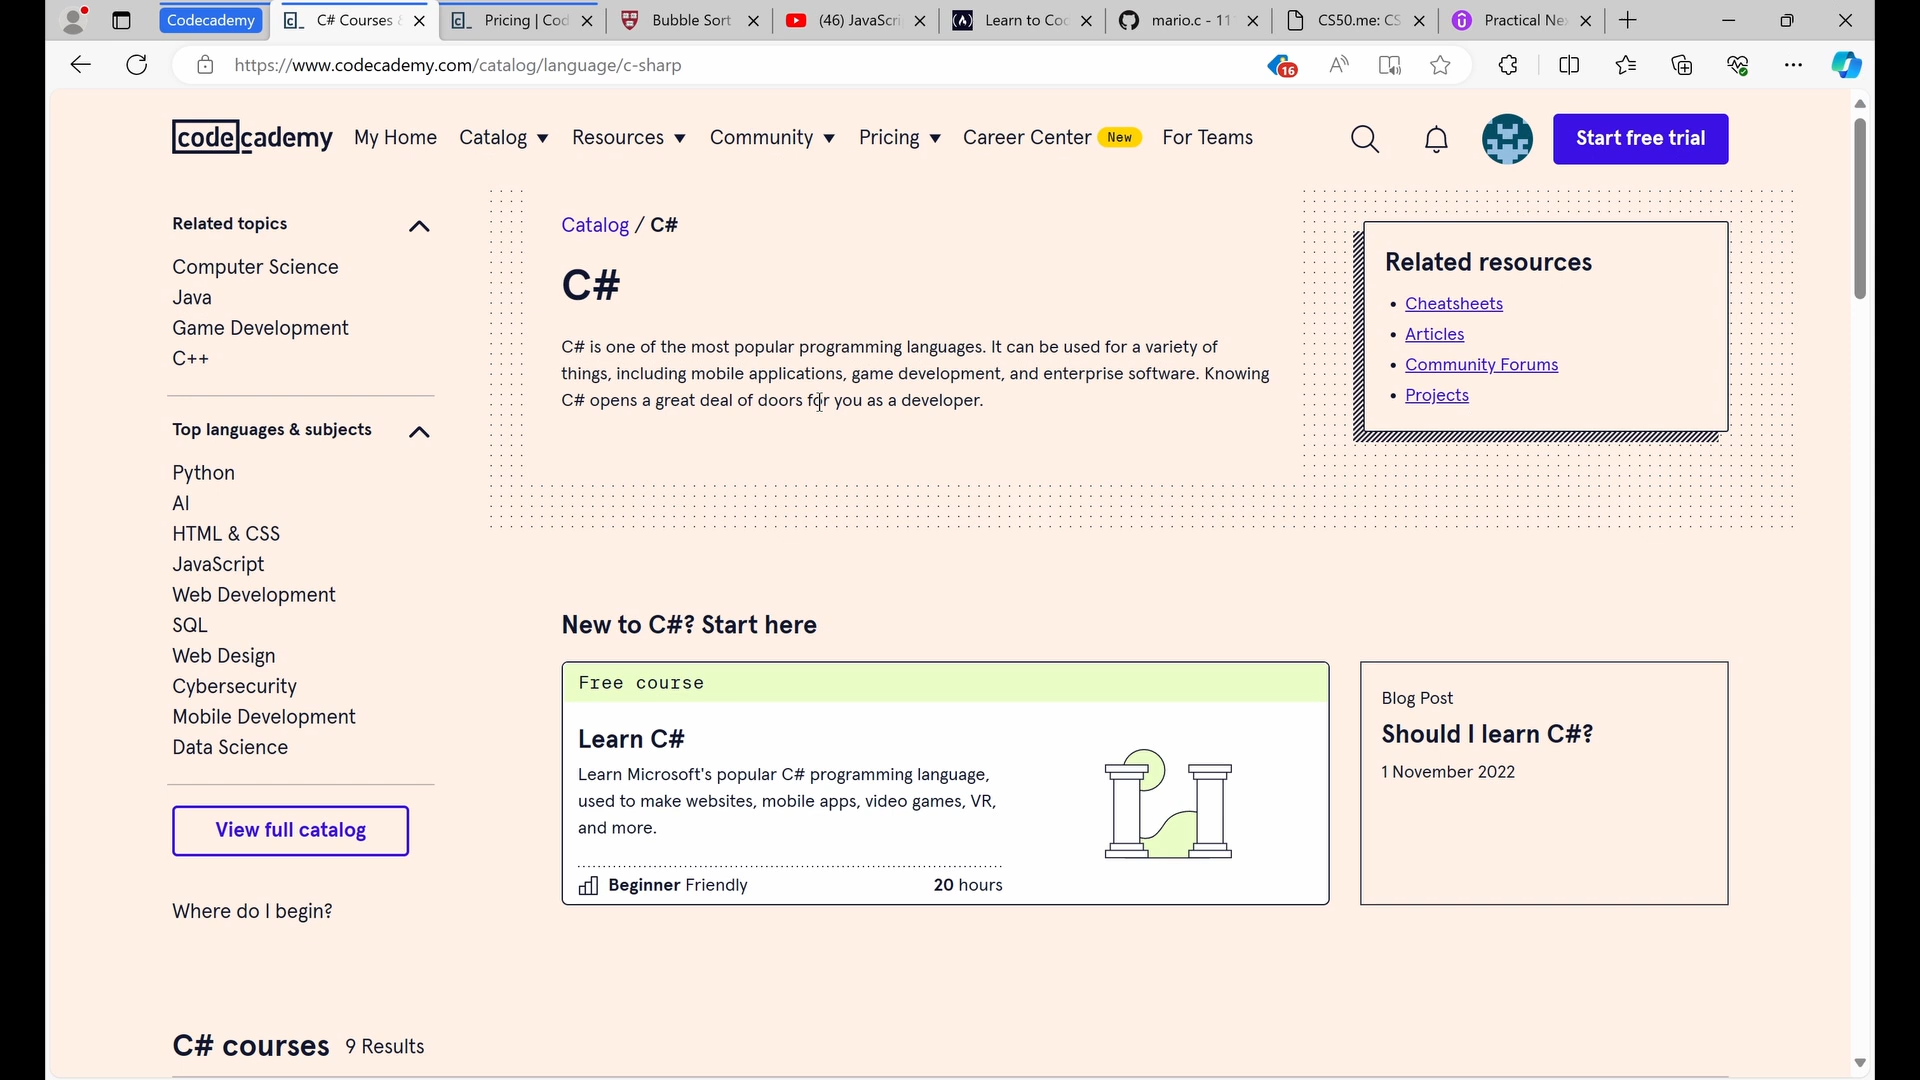 Codecademy
C# Courses &
Pricing | Cod
Bubble Sort
(46) JavaScri
Learn to Coc
mario.c - 11
CS50.me: CS
Practical Ne
https://www.codecademy.com/catalog/language/c-sharp
16
codecademy
My Home
Catalog
Resources
Community
Pricing
Career Center
New
For Teams
Start free trial
Related topics
Computer Science
Java
Game Development
C++
Top languages & subjects
Python
AI
HTML & CSS
JavaScript
Web Development
SQL
Web Design
Cybersecurity
Mobile Development
Data Science
View full catalog
Where do I begin?
Catalog / C#
C#
C# is one of the most popular programming languages. It can be used for a variety of
things, including mobile applications, game development, and enterprise software. Knowing
C# opens a great deal of doors for you as a developer.
Related resources
• Cheatsheets
• Articles
• Community Forums
• Projects
New to C#? Start here
Free course
Learn C#
Learn Microsoft's popular C# programming language,
used to make websites, mobile apps, video games, VR,
and more.
Beginner Friendly
20 hours
Blog Post
Should I learn C#?
1 November 2022
C# courses 9 Results